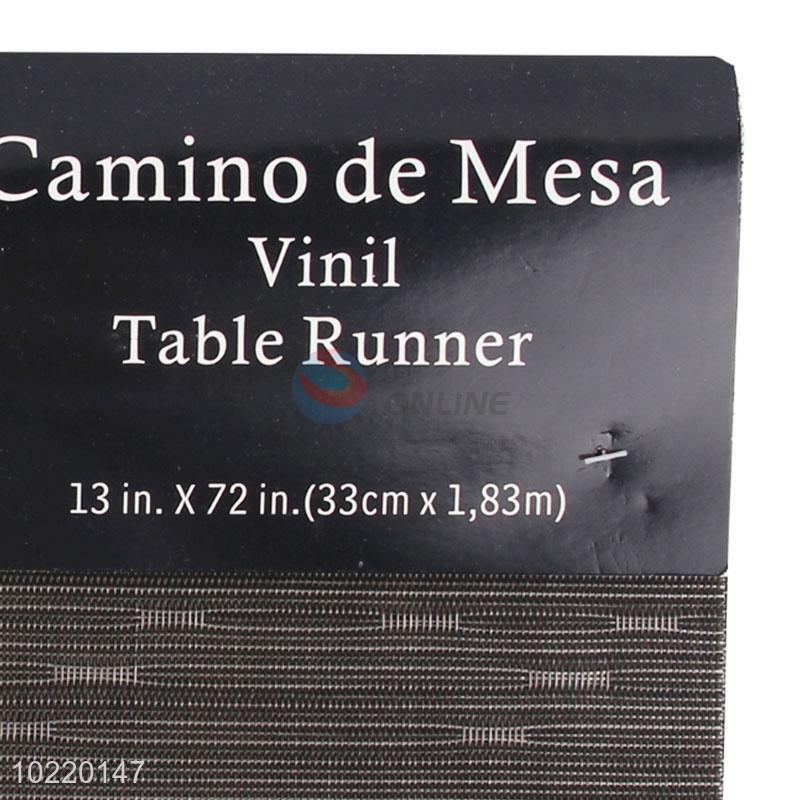 Camino de Mesa
Vinil
Table Runner
ONLINE
13 in. X 72 in.(33cm x 1,83m)
10220147